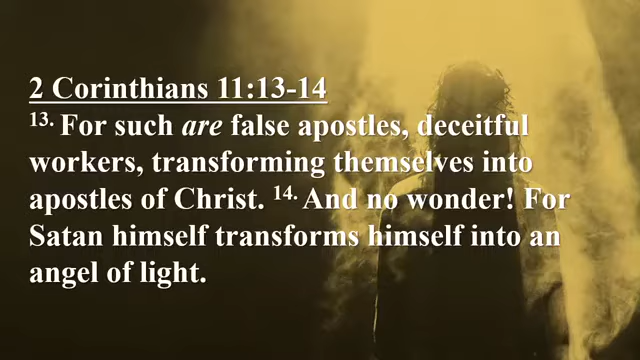 2 Corinthians 11:13-14
13. For such are false apostles, deceitful
workers, transforming themselves into
apostles of Christ. 14. And no wonder! For
Satan himself transforms himself into an
angel of light.